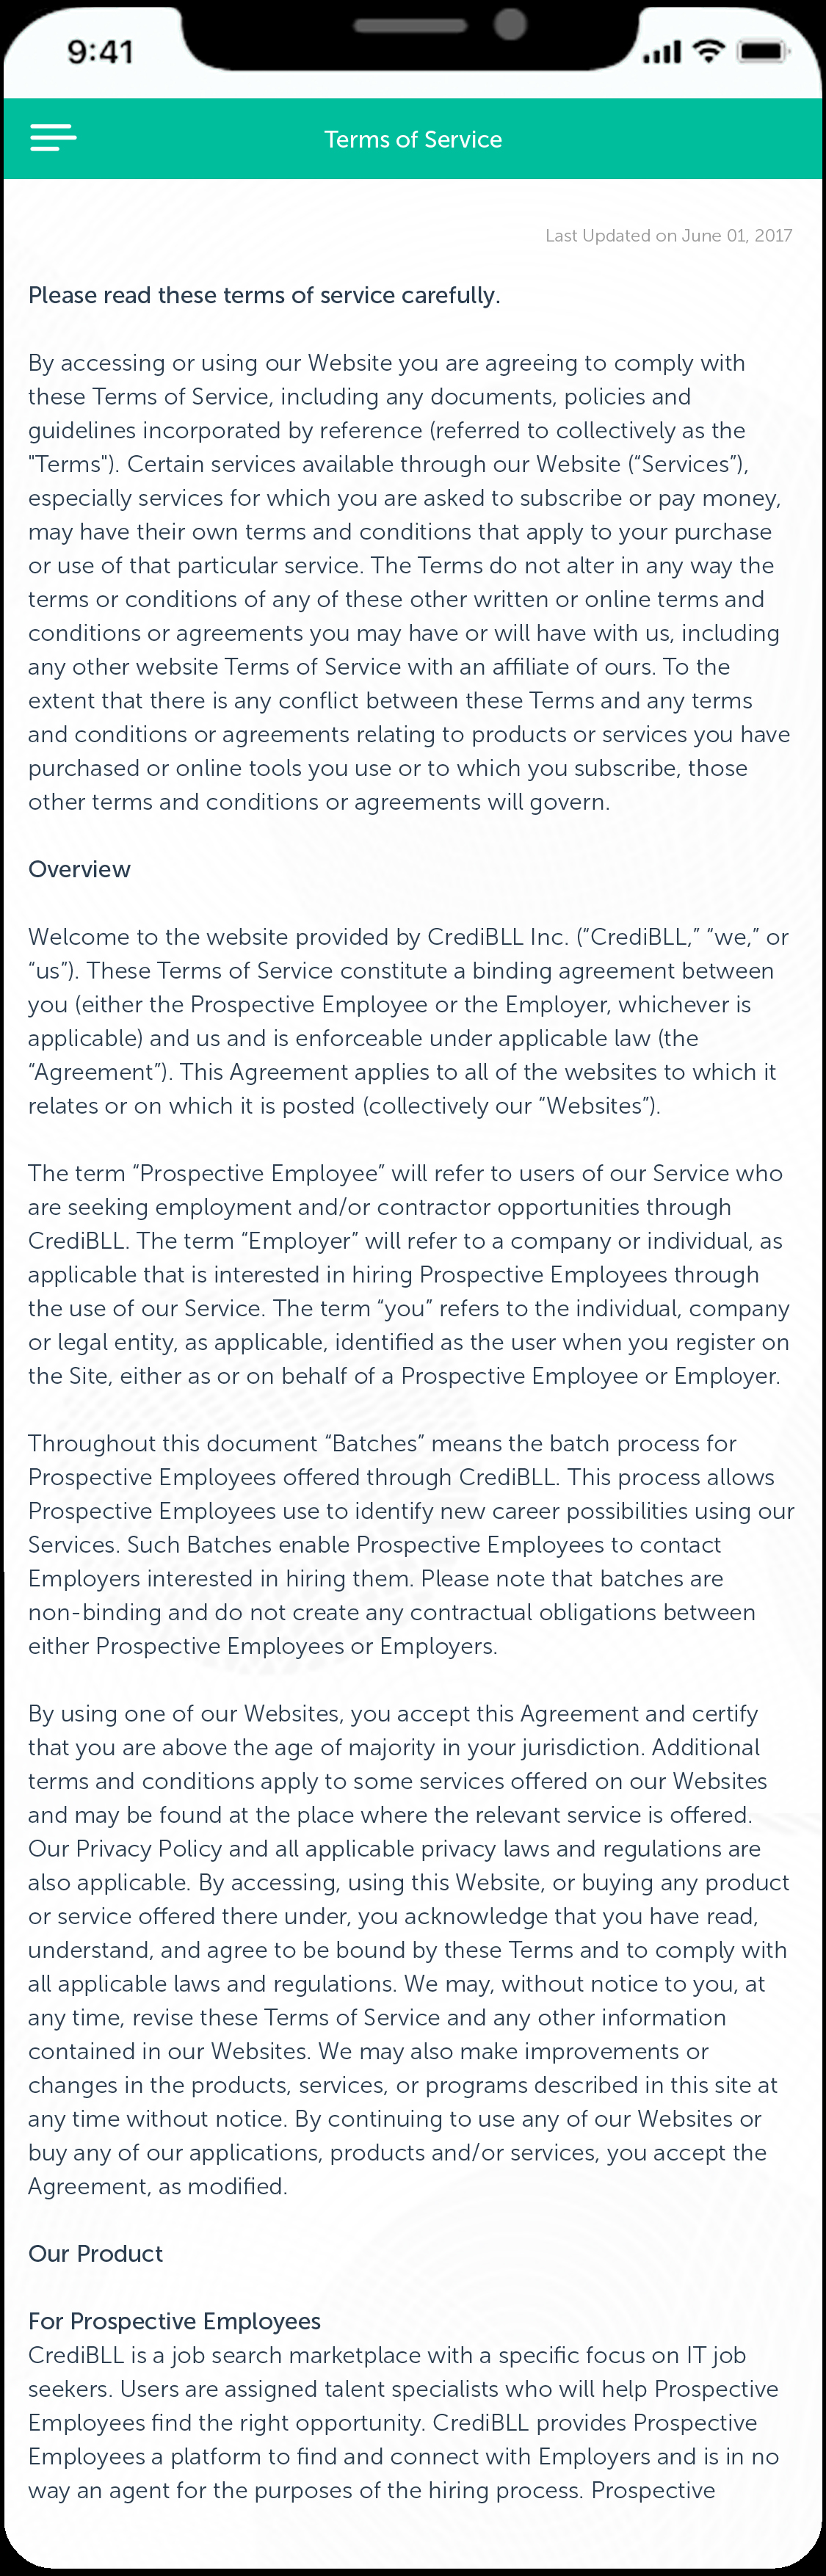 9:41
Terms of Service
Last Updated on June 01, 2017
Please read these terms of service carefully.
By accessing or using our Website you are agreeing to comply with
these Terms of Service, including any documents, policies and
guidelines incorporated by reference (referred to collectively as the
"Terms"). Certain services available through our Website (“Services”),
especially services for which you are asked to subscribe or pay money,
may have their own terms and conditions that apply to your purchase
or use of that particular service. The Terms do not alter in any way the
terms or conditions of any of these other written or online terms and
conditions or agreements you may have or will have with us, including
any other website Terms of Service with an affiliate of ours. To the
extent that there is any conflict between these Terms and any terms
and conditions or agreements relating to products or services you have
purchased or online tools you use or to which you subscribe, those
other terms and conditions or agreements will govern.
Overview
Welcome to the website provided by CrediBLL Inc. (“CrediBLL,” “we,” or
“us”). These Terms of Service constitute a binding agreement between
you (either the Prospective Employee or the Employer, whichever is
applicable) and us and is enforceable under applicable law (the
“Agreement”). This Agreement applies to all of the websites to which it
relates or on which it is posted (collectively our “Websites”).
The term “Prospective Employee” will refer to users of our Service who
are seeking employment and/or contractor opportunities through
CrediBLL. The term “Employer” will refer to a company or individual, as
applicable that is interested in hiring Prospective Employees through
the use of our Service. The term “you” refers to the individual, company
or legal entity, as applicable, identified as the user when you register on
the Site, either as or on behalf of a Prospective Employee or Employer.
Throughout this document “Batches” means the batch process for
Prospective Employees offered through CrediBLL. This process allows
Prospective Employees use to identify new career possibilities using our
Services. Such Batches enable Prospective Employees to contact
Employers interested in hiring them. Please note that batches are
non-binding and do not create any contractual obligations between
either Prospective Employees or Employers.
By using one of our Websites, you accept this Agreement and certify
that you are above the age of majority in your jurisdiction. Additional
terms and conditions apply to some services offered on our Websites
and may be found at the place where the relevant service is offered.
Our Privacy Policy and all applicable privacy laws and regulations are
also applicable. By accessing, using this Website, or buying any product
or service offered there under, you acknowledge that you have read,
understand, and agree to be bound by these Terms and to comply with
all applicable laws and regulations. We may, without notice to you, at
any time, revise these Terms of Service and any other information
contained in our Websites. We may also make improvements or
changes in the products, services, or programs described in this site at
any time without notice. By continuing to use any of our Websites or
buy any of our applications, products and/or services, you accept the
Agreement, as modified.
Our Product
For Prospective Employees
CrediBLL is a job search marketplace with a specific focus on IT job
seekers. Users are assigned talent specialists who will help Prospective
Employees find the right opportunity. CrediBLL provides Prospective
Employees a platform to find and connect with Employers and is in no
way an agent for the purposes of the hiring process. Prospective